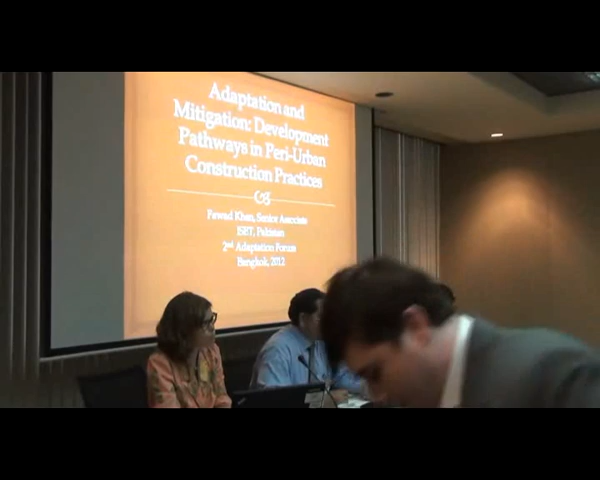 Adaptation and
Mitigation: Development
Pathways in Peri-Urban
Construction Practices
Fawad Khan, Senior Associate
ISET, Pakistan
2nd Adaptation Forum
Bangkok, 2012